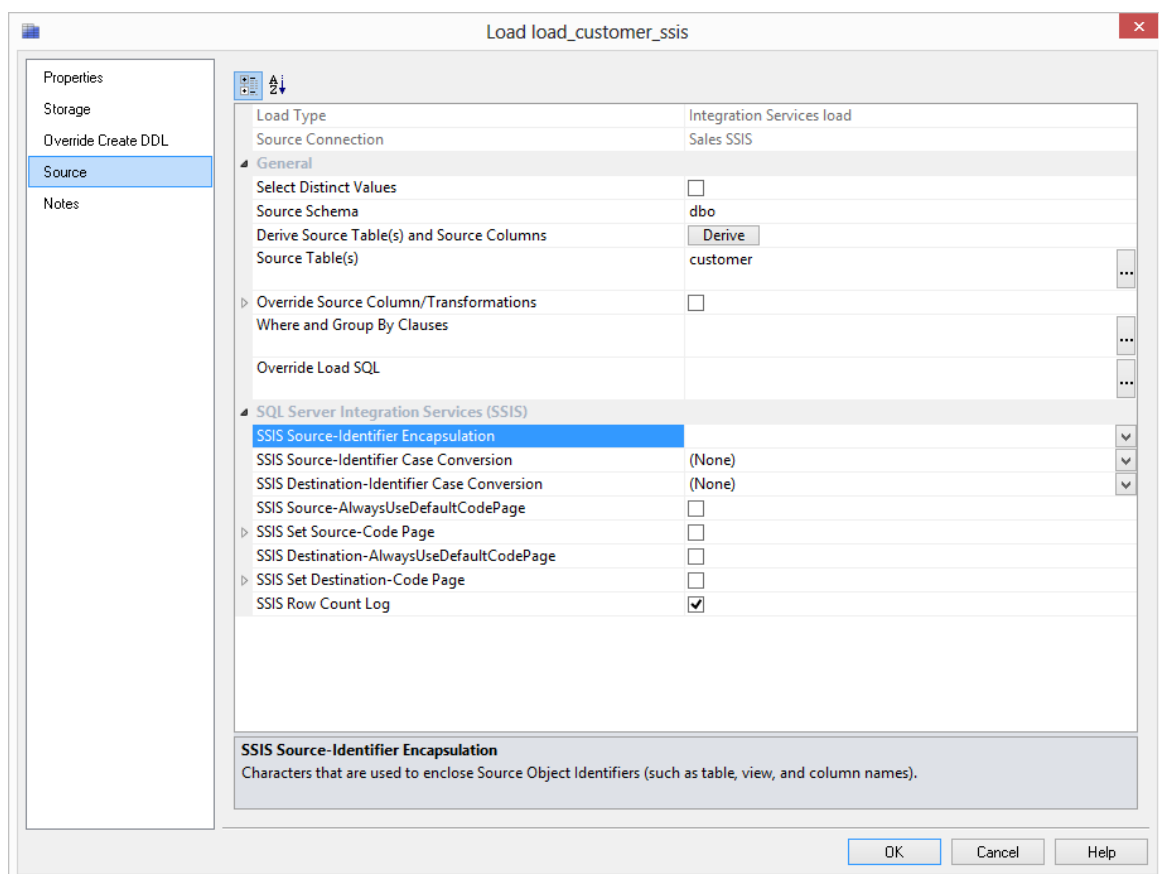 Load load_customer_ssis
Properties
Storage
Override Create DDL
Source
Notes
Load Type Integration Services load
Source Connection Sales SSIS
General
Select Distinct Values
Source Schema dbo
Derive Source Table(s) and Source Columns Derive
Source Table(s) customer
...
Override Source Column/Transformations
Where and Group By Clauses
...
Override Load SQL
...
SQL Server Integration Services (SSIS)
SSIS Source-Identifier Encapsulation
SSIS Source-Identifier Case Conversion (None)
SSIS Destination-Identifier Case Conversion (None)
SSIS Source-AlwaysUseDefaultCodePage
SSIS Set Source-Code Page
SSIS Destination-AlwaysUseDefaultCodePage
SSIS Set Destination-Code Page
SSIS Row Count Log
SSIS Source-Identifier Encapsulation
Characters that are used to enclose Source Object Identifiers (such as table, view, and column names).
OK Cancel Help